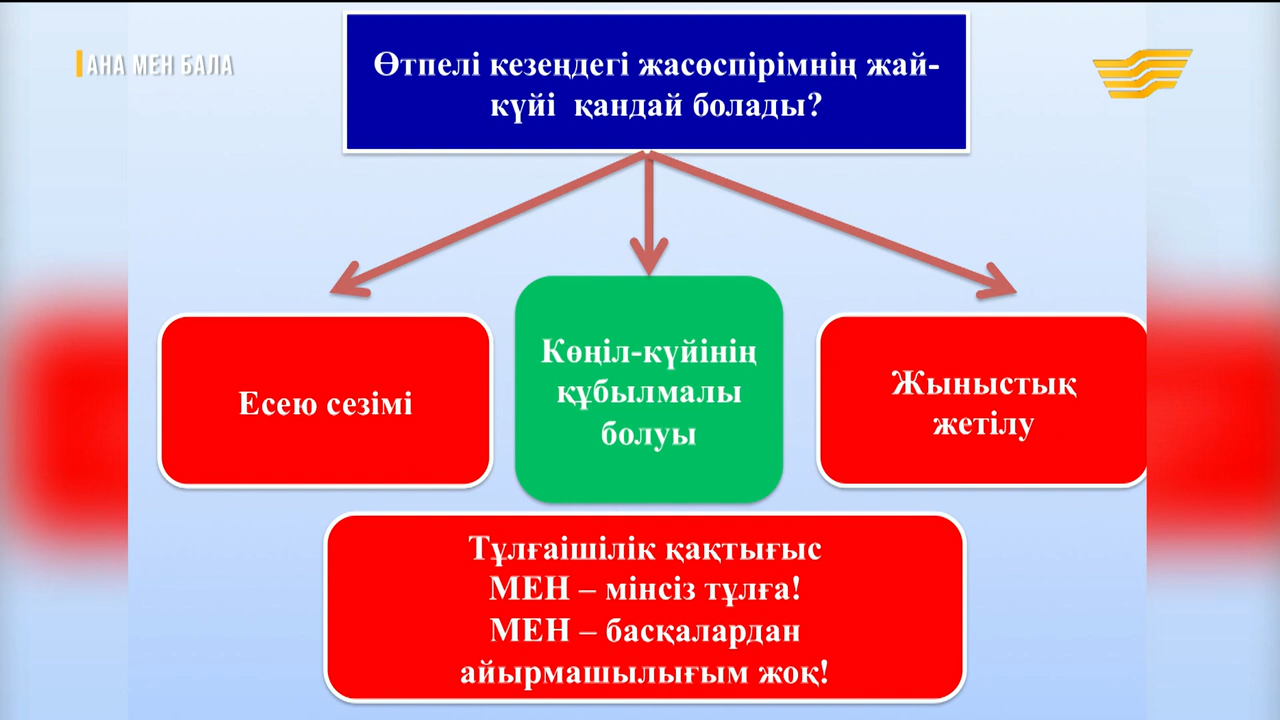 АНА МЕН БАЛА
Өтпелі кезеңдегі жасөспірімнің жай-
күйі қандай болады?
Есею сезімі
Көңіл-күйінің
құбылмалы
болуы
Жыныстық
жетілу
Тұлғаішілік қақтығыс
МЕН – мінсіз тұлға!
МЕН – басқалардан
айырмашылығым жоқ!